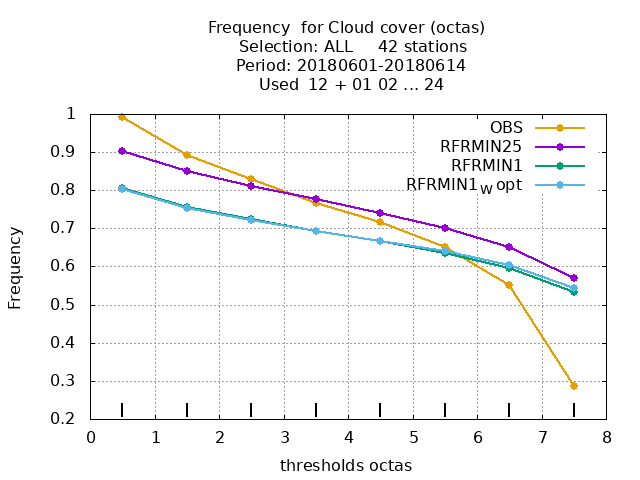 Frequency  for Cloud cover (octas)
Selection: ALL     42 stations
Period: 20180601-20180614
Used  12 + 01 02 ... 24
1
0.9
0.8
0.7
0.6
0.5
0.4
0.3
0.2
Frequency
OBS
RFRMIN25
RFRMIN1
RFRMIN1w opt
0 1 2 3 4 5 6 7 8
thresholds octas